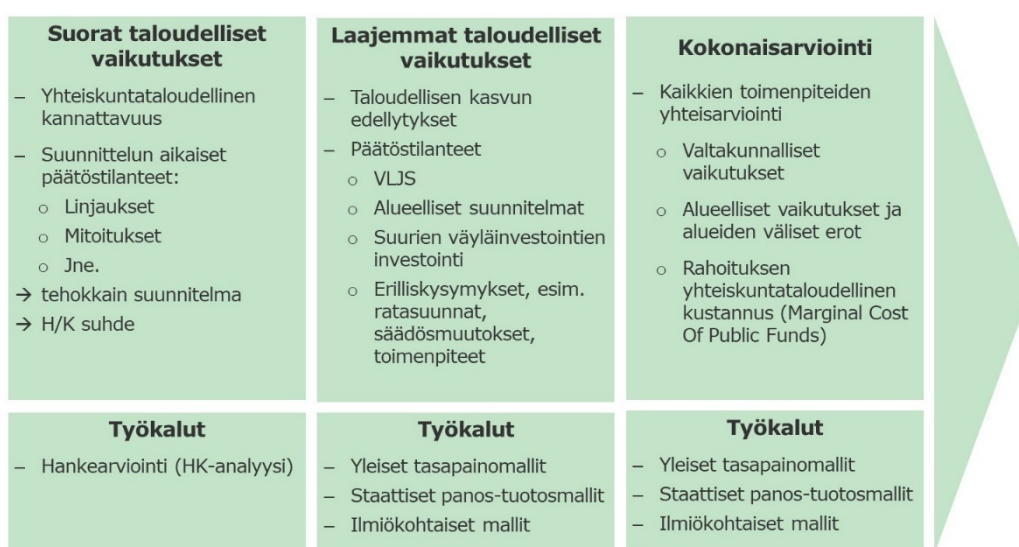 Suorat taloudelliset
vaikutukset
– Yhteiskuntataloudellinen
kannattavuus
– Suunnittelun aikaiset
päätöstilanteet:
o Linjaukset
o Mitoitukset
o Jne.
→ tehokkain suunnitelma
→ H/K suhde
Laajemmat taloudelliset
vaikutukset
– Taloudellisen kasvun
edellytykset
– Päätöstilanteet
o VLJS
o Alueelliset suunnitelmat
o Suurien väyläinvestointien
investointi
o Erilliskysymykset, esim.
ratasuunnat,
säädösmuutokset,
toimenpiteet
Kokonaisarviointi
– Kaikkien toimenpiteiden
yhteisarviointi
o Valtakunnalliset
vaikutukset
o Alueelliset vaikutukset ja
alueiden väliset erot
o Rahoituksen
yhteiskuntataloudellinen
kustannus (Marginal Cost
Of Public Funds)
Työkalut
– Hankearviointi (HK-analyysi)
Työkalut
– Yleiset tasapainomallit
– Staattiset panos-tuotosmallit
– Ilmiökohtaiset mallit
Työkalut
– Yleiset tasapainomallit
– Staattiset panos-tuotosmallit
– Ilmiökohtaiset mallit